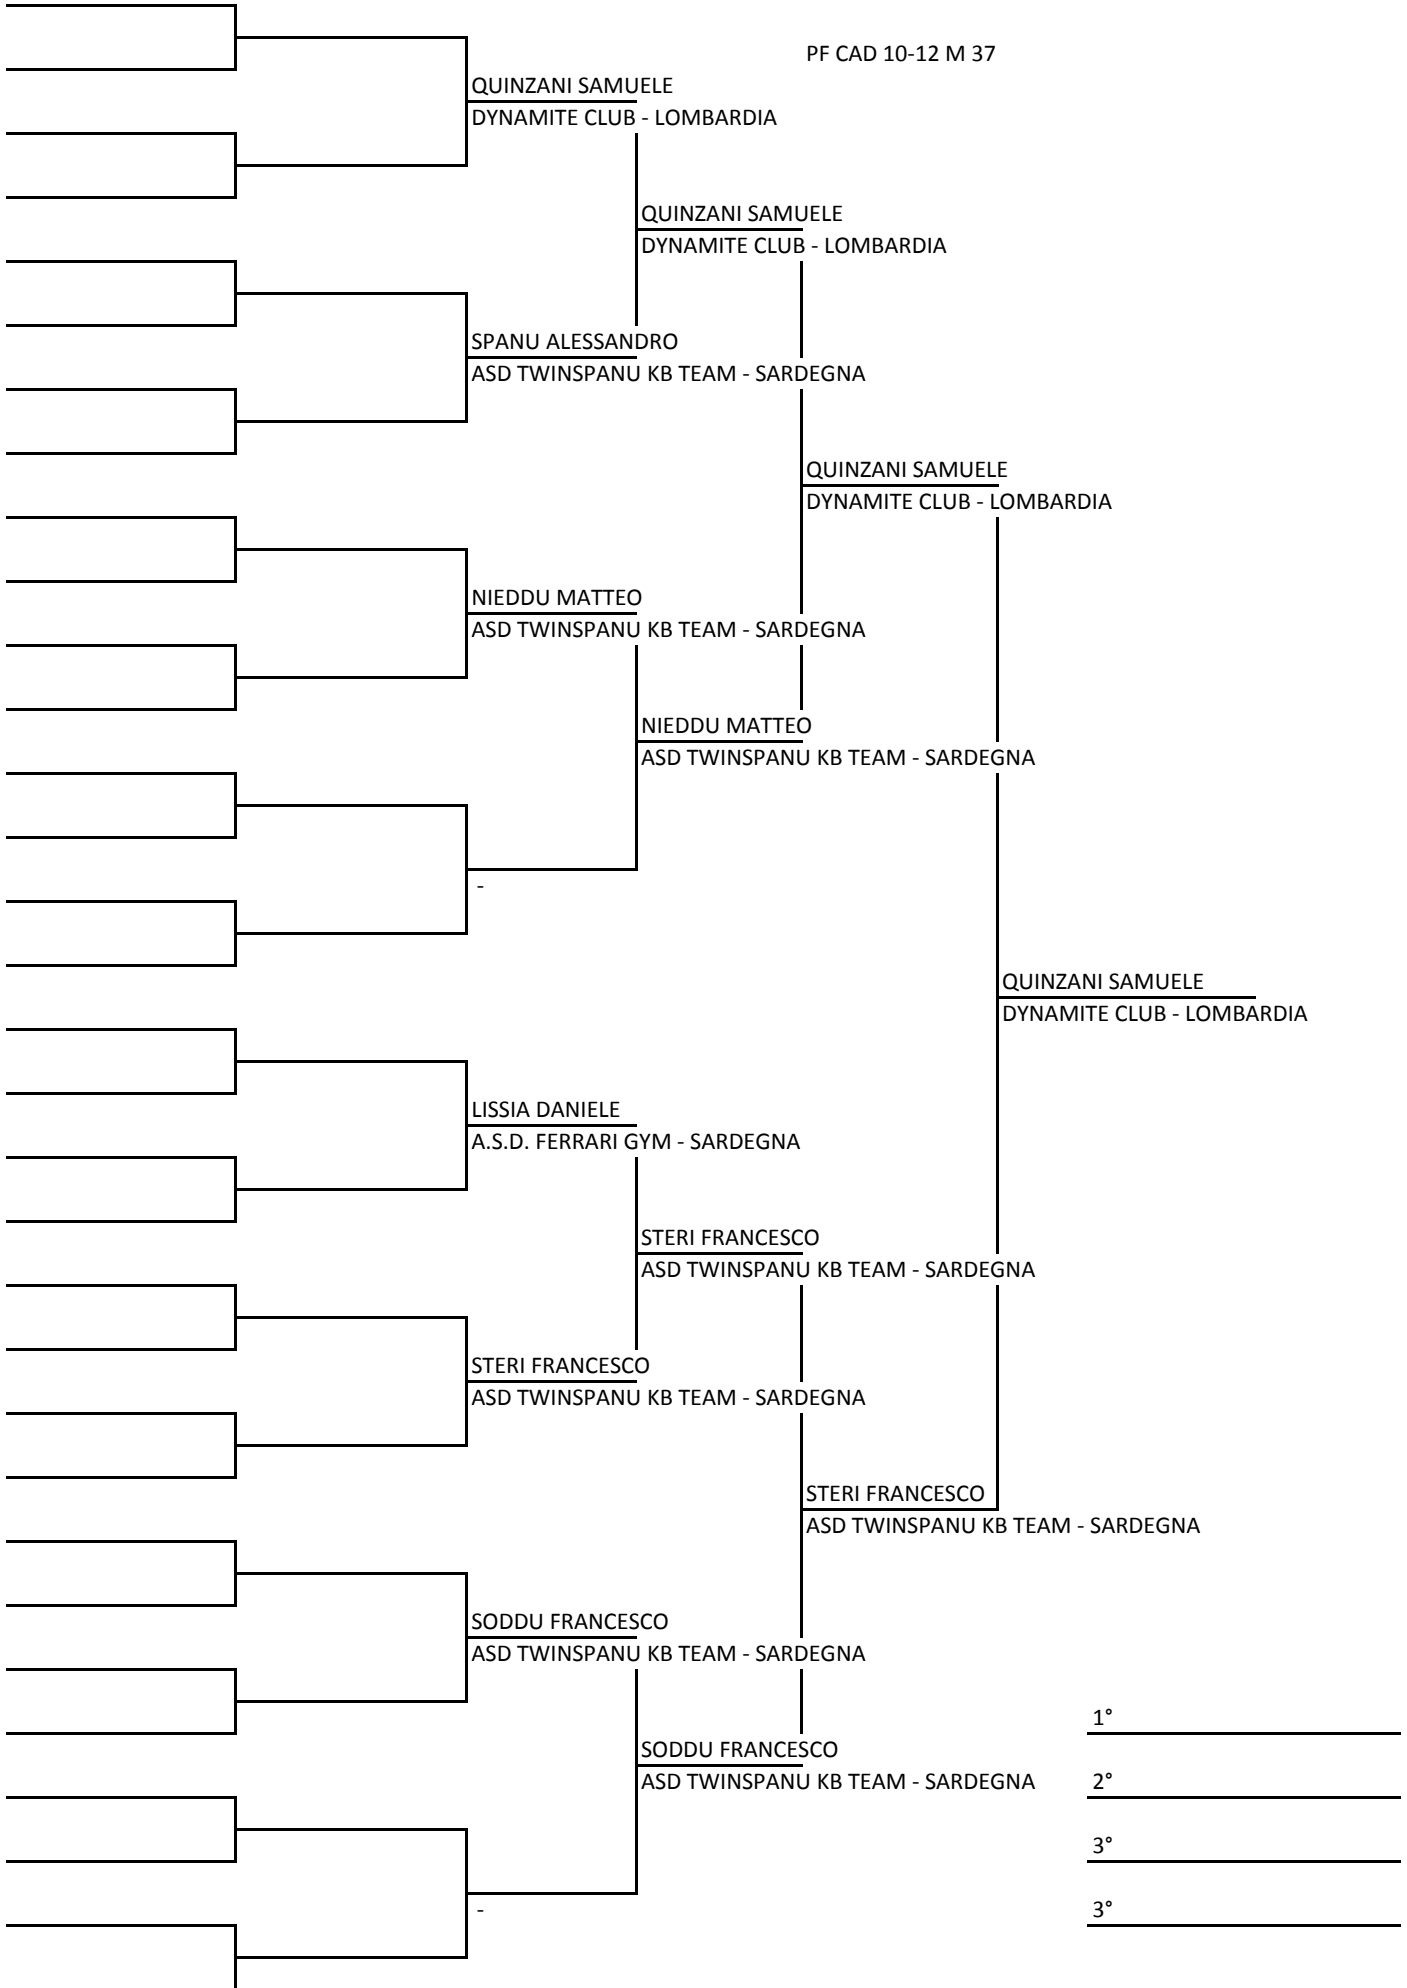 PF CAD 10-12 M 37
QUINZANI SAMUELE
DYNAMITE CLUB - LOMBARDIA
QUINZANI SAMUELE
DYNAMITE CLUB - LOMBARDIA
SPANU ALESSANDRO
ASD TWINSPANU KB TEAM - SARDEGNA
QUINZANI SAMUELE
DYNAMITE CLUB - LOMBARDIA
NIEDDU MATTEO
ASD TWINSPANU KB TEAM - SARDEGNA
NIEDDU MATTEO
ASD TWINSPANU KB TEAM - SARDEGNA
-
QUINZANI SAMUELE
DYNAMITE CLUB - LOMBARDIA
LISSIA DANIELE
A.S.D. FERRARI GYM - SARDEGNA
STERI FRANCESCO
ASD TWINSPANU KB TEAM - SARDEGNA
STERI FRANCESCO
ASD TWINSPANU KB TEAM - SARDEGNA
STERI FRANCESCO
ASD TWINSPANU KB TEAM - SARDEGNA
SODDU FRANCESCO
ASD TWINSPANU KB TEAM - SARDEGNA
1°
SODDU FRANCESCO
ASD TWINSPANU KB TEAM - SARDEGNA
2°
3°
-
3°